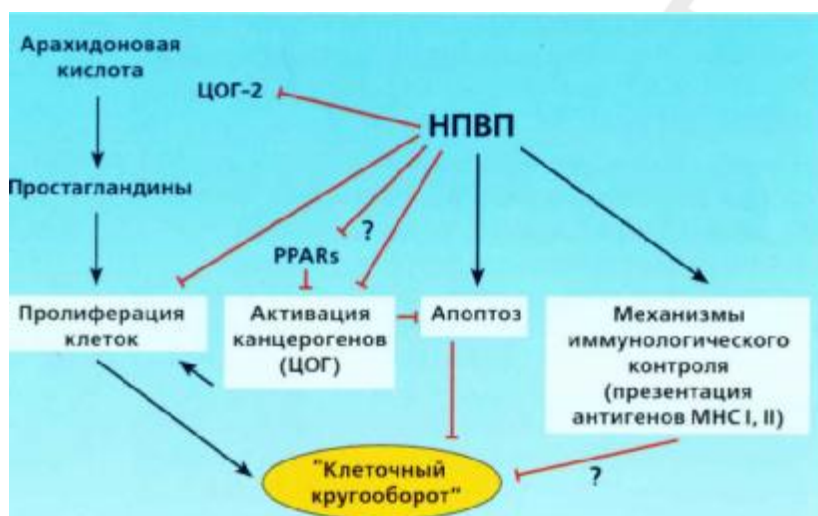 Арахидоновая
кислота
ЦОГ-2
НПВП
Простагландины
?
PPARs
Пролиферация
клеток
Активация
канцерогенов
(ЦОГ)
Апоптоз
Механизмы
иммунологического
контроля
(презентация
антигенов МНС I, II)
"Клеточный
кругооборот"
?